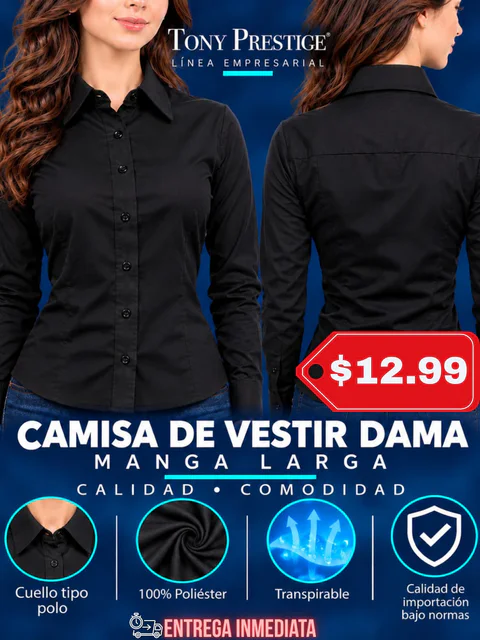 TONY PRESTIGE®
LÍNEA EMPRESARIAL
$12.99
CAMISA DE VESTIR DAMA
MANGA LARGA
CALIDAD • COMODIDAD
Cuello tipo
polo
100% Poliéster
Transpirable
Calidad de
importación
bajo normas
ENTREGA INMEDIATA